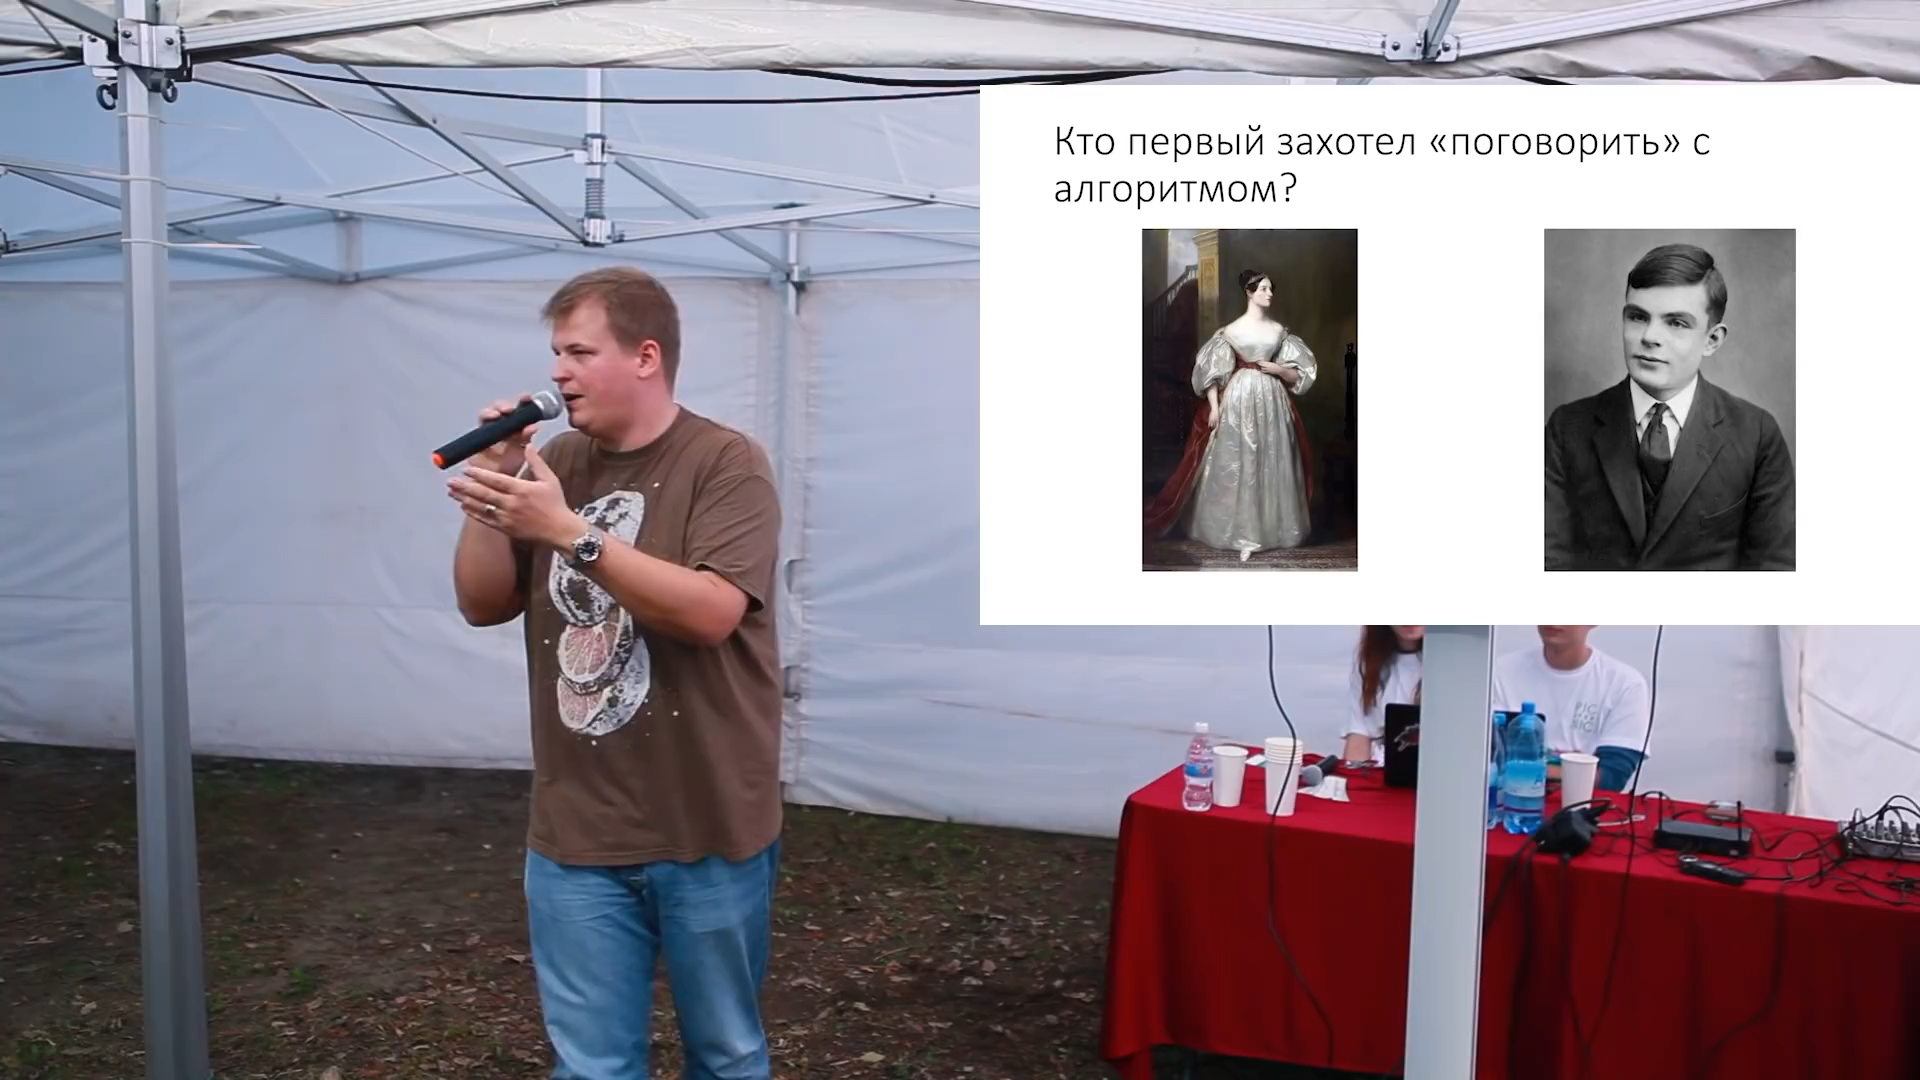 Кто первый захотел «поговорить» с
алгоритмом?